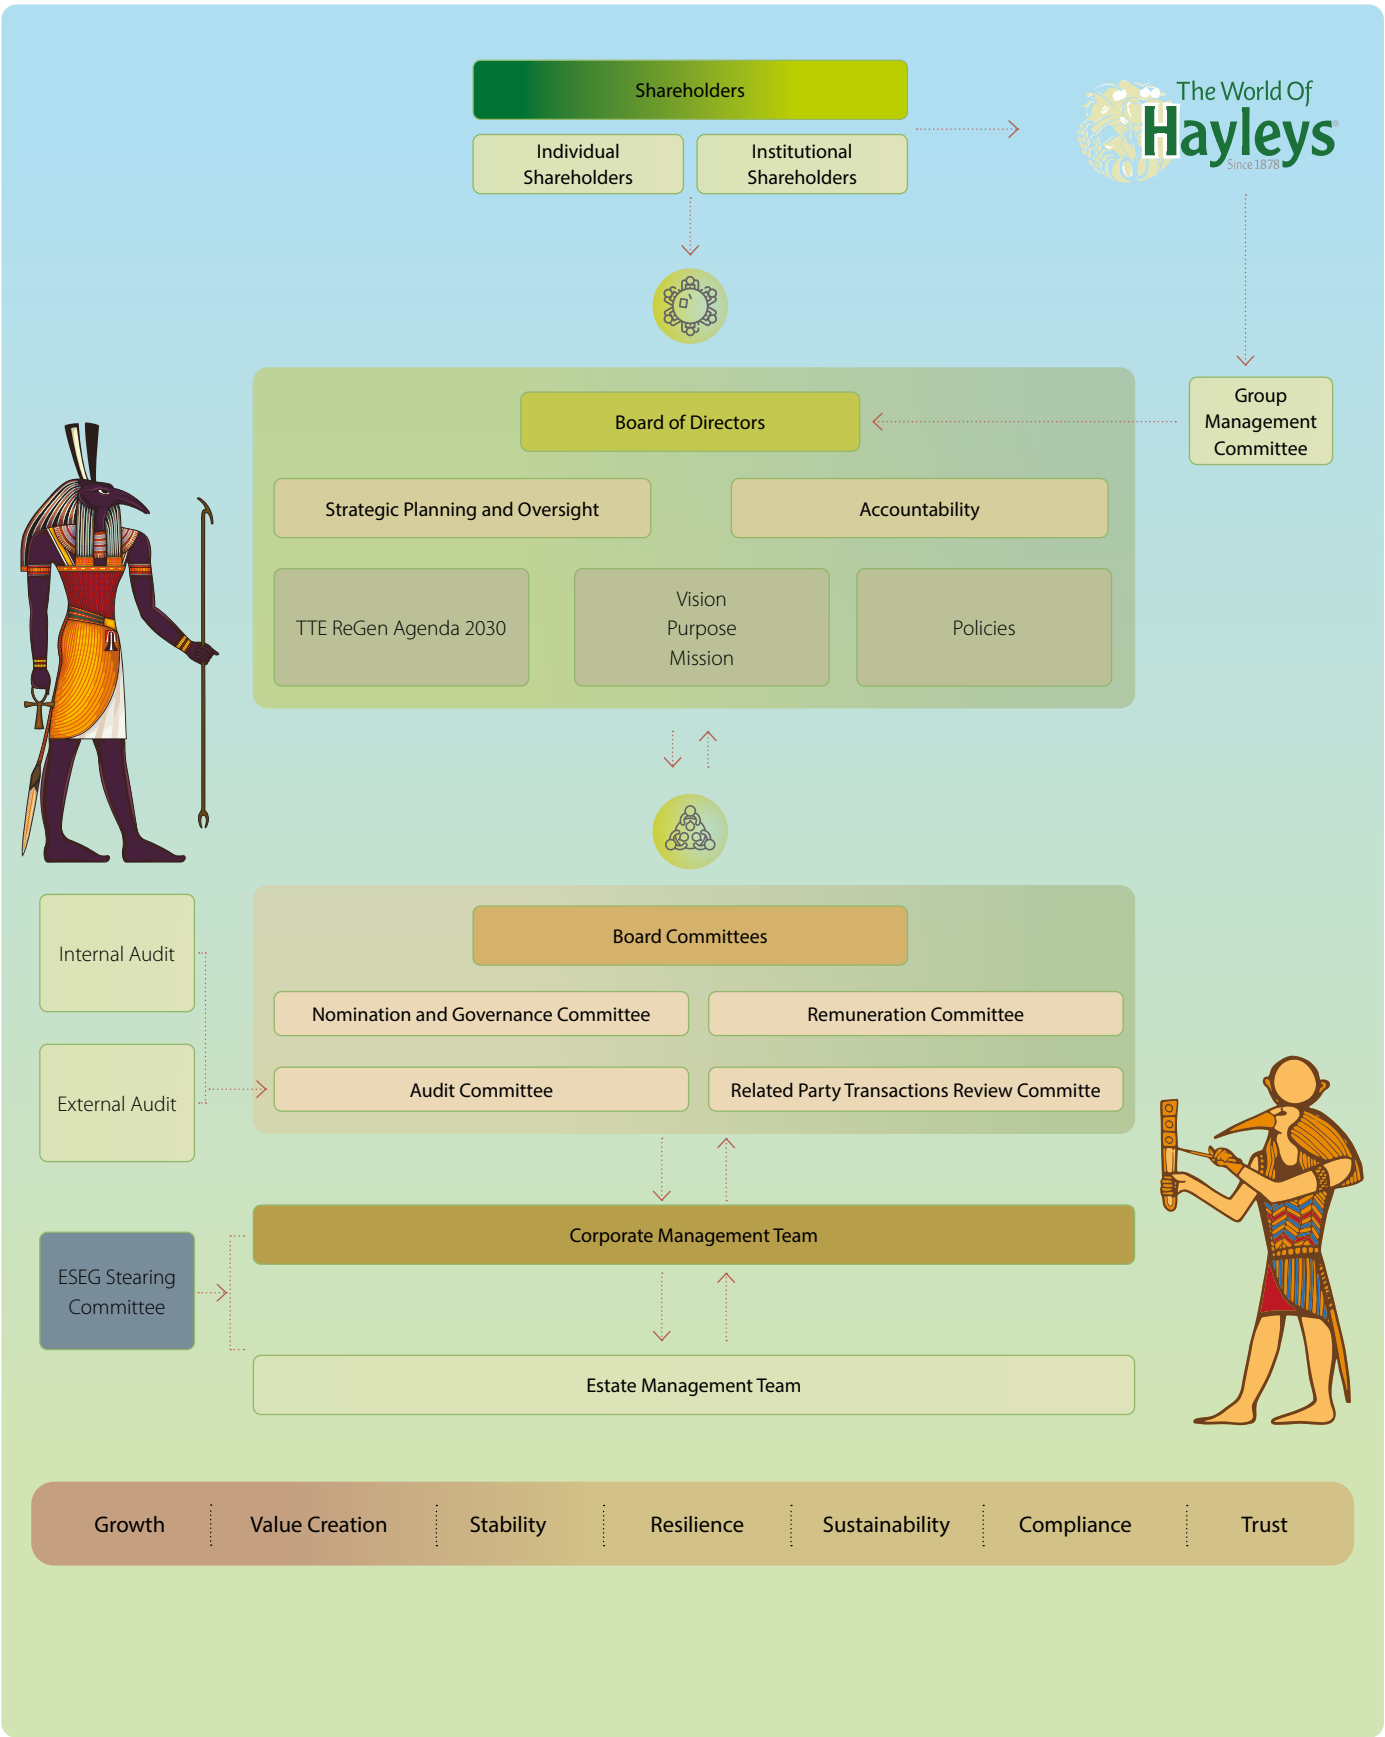 Shareholders
Individual
Shareholders
Institutional
Shareholders
The World Of
Hayleys
Since 1878
Group
Management
Committee
Board of Directors
Strategic Planning and Oversight
Accountability
TTE ReGen Agenda 2030
Vision
Purpose
Mission
Policies
Internal Audit
External Audit
Board Committees
Nomination and Governance Committee
Remuneration Committee
Audit Committee
Related Party Transactions Review Committe
ESEG Stearing
Committee
Corporate Management Team
Estate Management Team
Growth
Value Creation
Stability
Resilience
Sustainability
Compliance
Trust